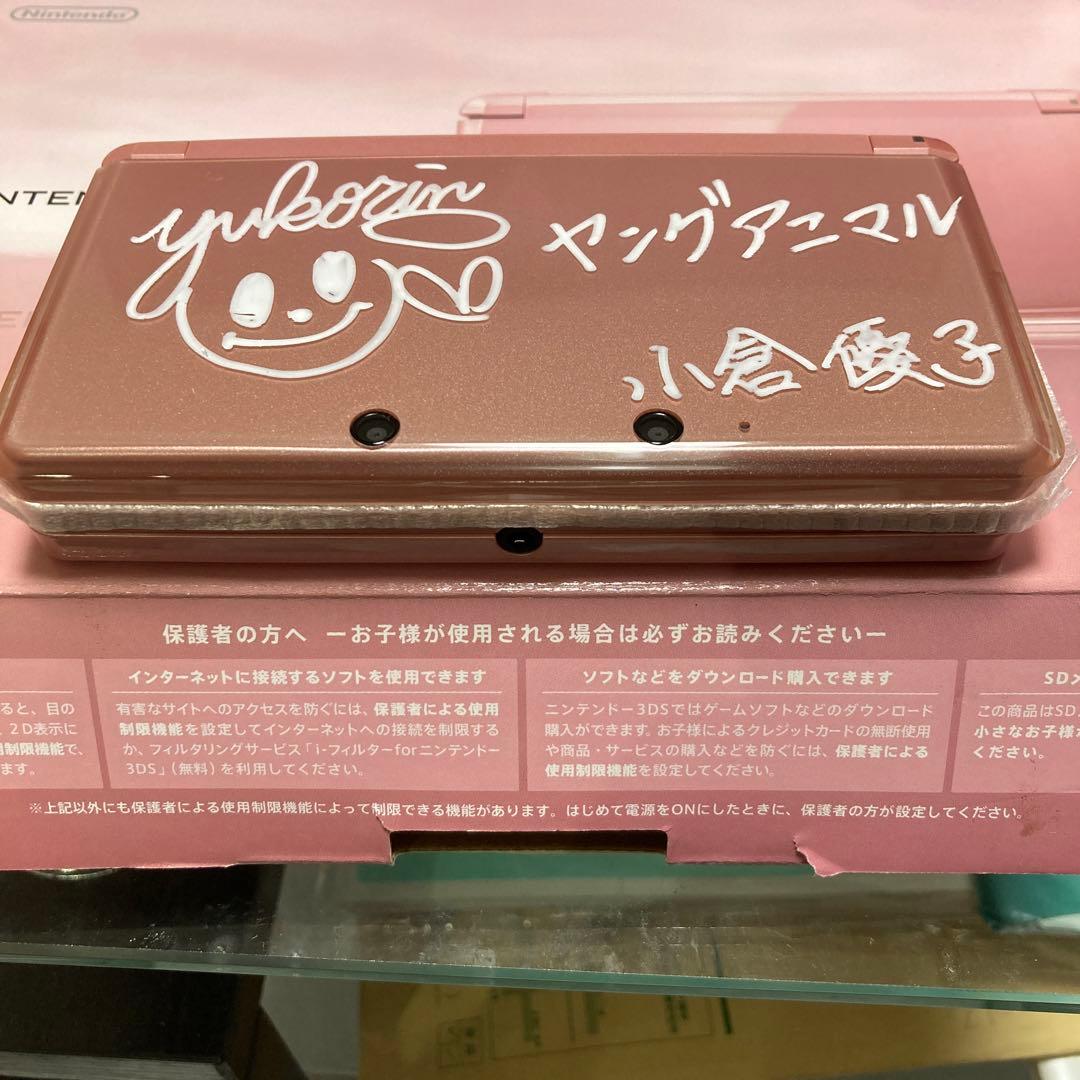 Nintendo
NTEN
yukorin
ヤングアニマル
小倉優子
保護者の方へ ーお子様が使用される場合は必ずお読みくださいー
ると、目の
2D表示に
用制限機能で、
ます。
インターネットに接続するソフトを使用できます
有害なサイトへのアクセスを防ぐには、保護者による使用
制限機能を設定してインターネットへの接続を制限する
か、フィルタリングサービス「i-フィルターforニンテンドー
3DS」(無料)を利用してください。
ソフトなどをダウンロード購入できます
ニンテンドー3DSではゲームソフトなどのダウンロード
購入ができます。お子様によるクレジットカードの無断使用
や商品・サービスの購入などを防ぐには、保護者による
使用制限機能を設定してください。
SDメ
この商品はSD
小さなお子様が
ください。
※上記以外にも保護者による使用制限機能によって制限できる機能があります。はじめて電源をONにしたときに、保護者の方が設定してください。